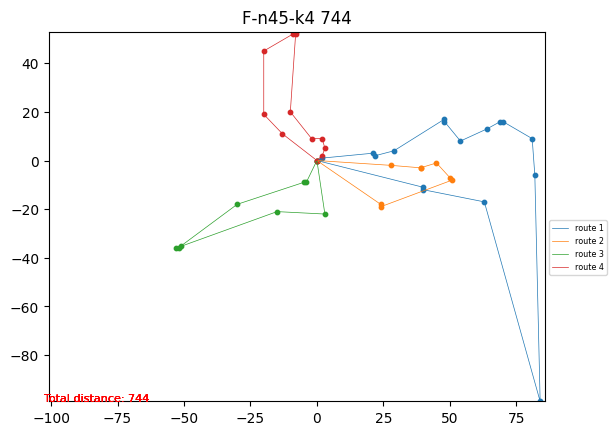 F-n45-k4 744
40
20
0
−20
−40
−60
−80
route 1
route 2
route 3
route 4
Total distance: 744
−100 −75 −50 −25 0 25 50 75